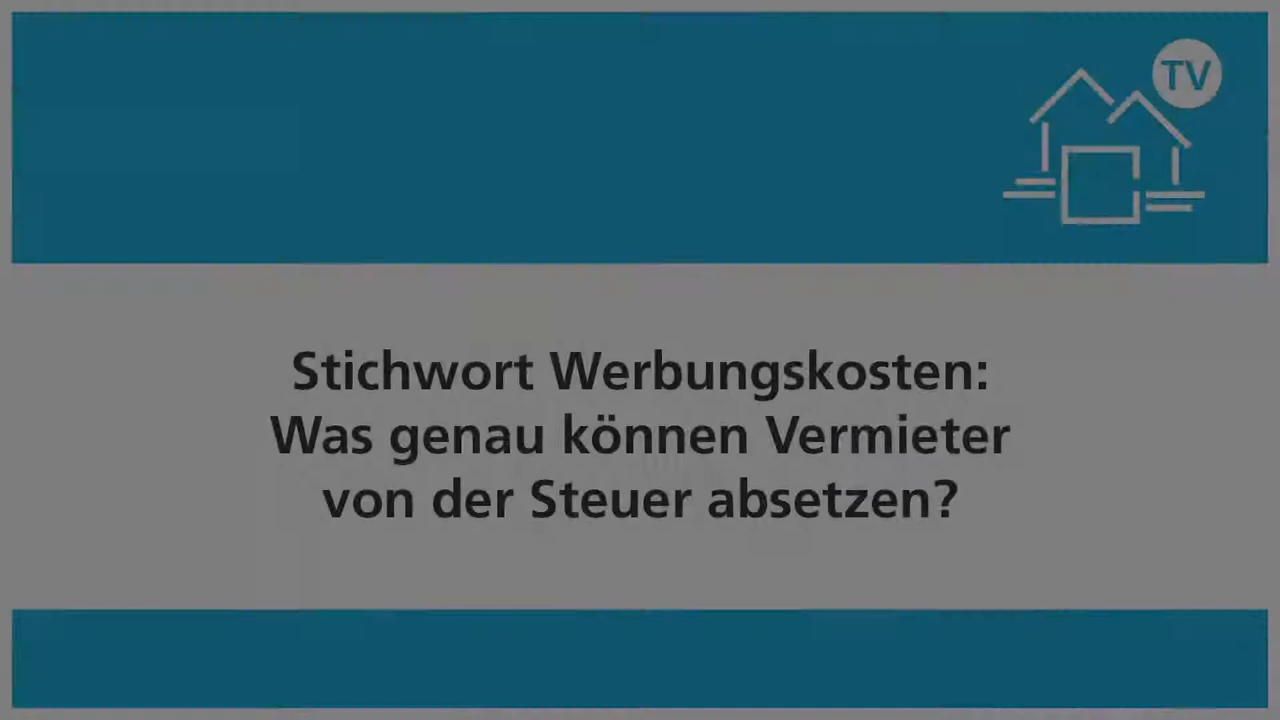 TV
Stichwort Werbungskosten:
Was genau können Vermieter
von der Steuer absetzen?